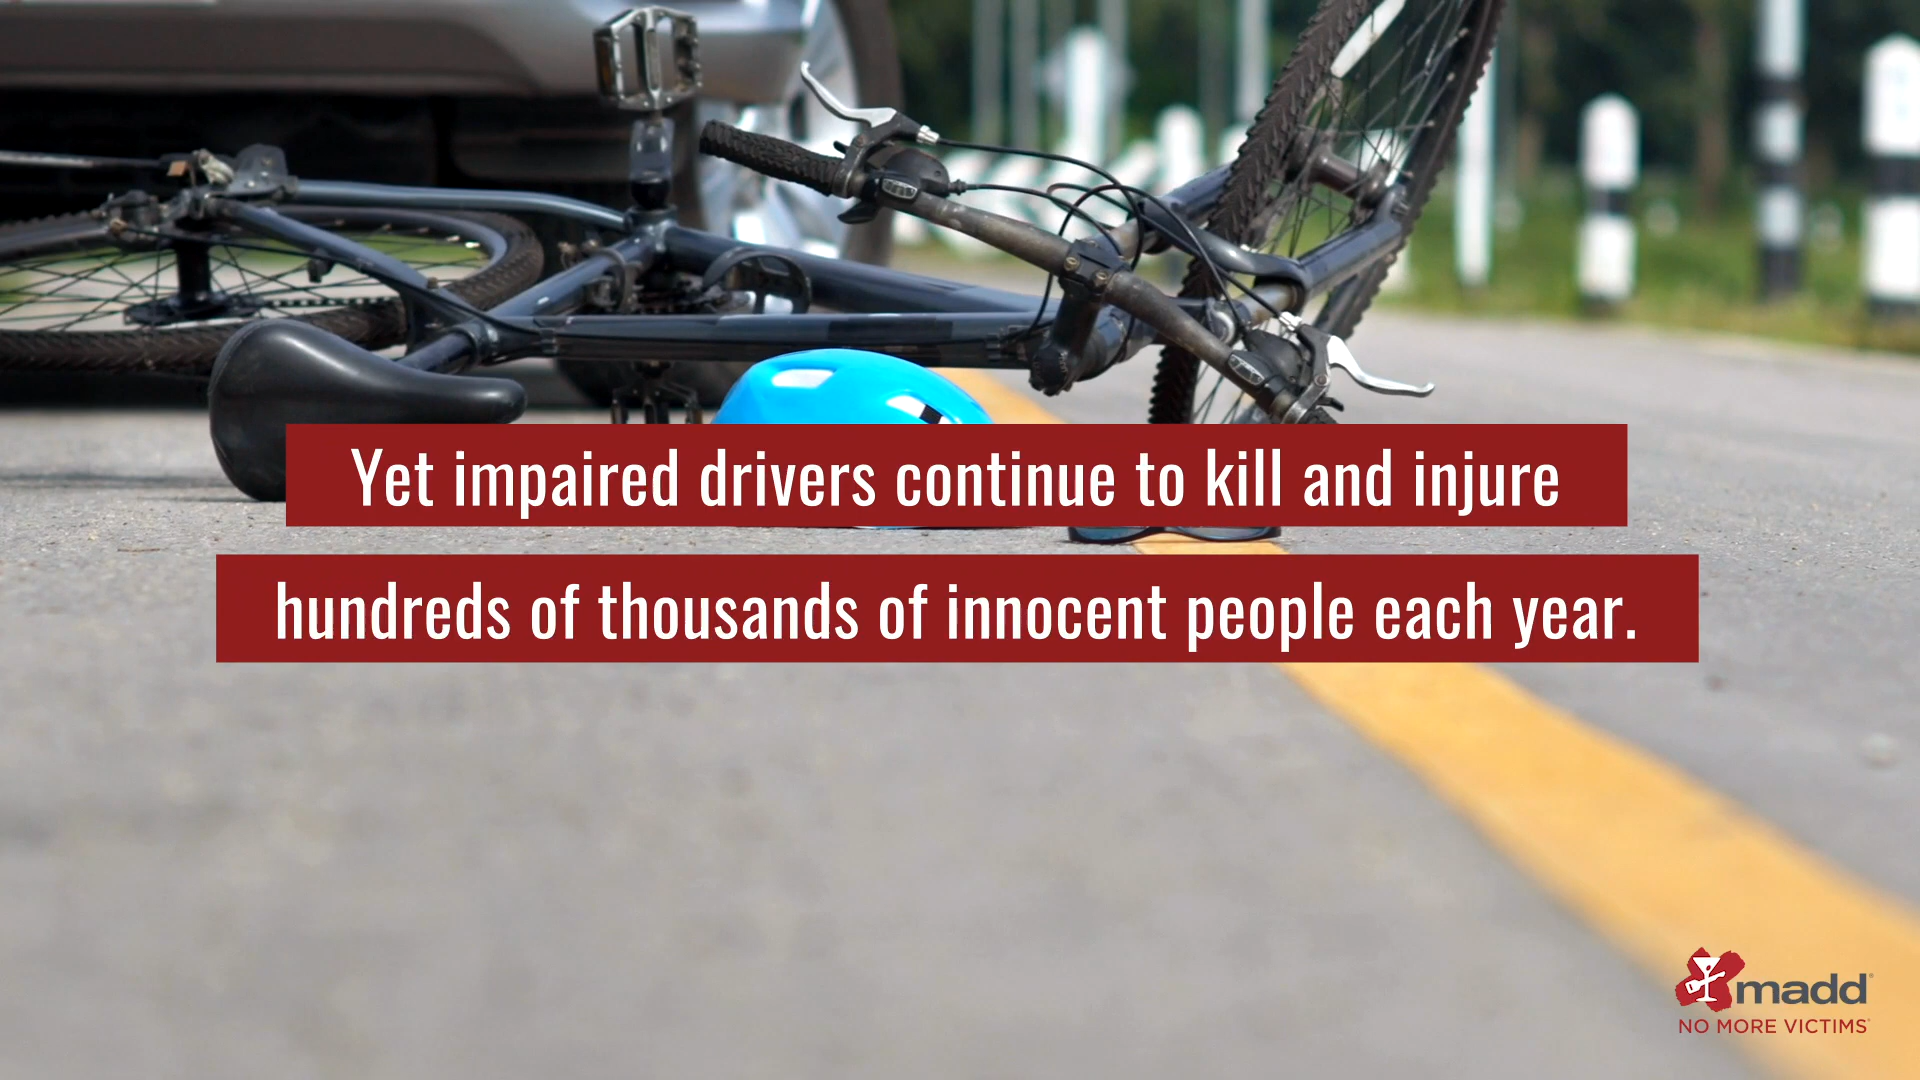 Yet impaired drivers continue to kill and injure
hundreds of thousands of innocent people each year.
madd®
NO MORE VICTIMS®